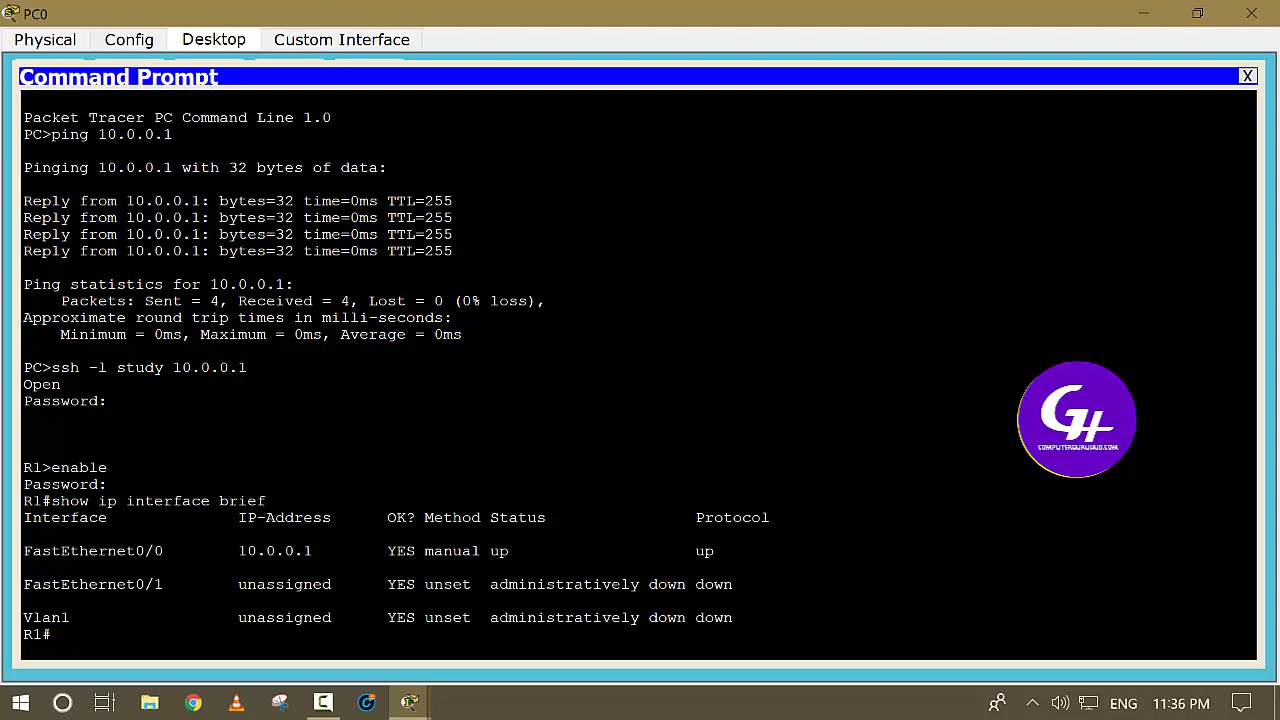 PC0
Physical Config Desktop Custom Interface
Command Prompt
X
Packet Tracer PC Command Line 1.0
PC>ping 10.0.0.1
Pinging 10.0.0.1 with 32 bytes of data:
Reply from 10.0.0.1: bytes=32 time=0ms TTL=255
Reply from 10.0.0.1: bytes=32 time=0ms TTL=255
Reply from 10.0.0.1: bytes=32 time=0ms TTL=255
Reply from 10.0.0.1: bytes=32 time=0ms TTL=255
Ping statistics for 10.0.0.1:
Packets: Sent = 4, Received = 4, Lost = 0 (0% loss),
Approximate round trip times in milli-seconds:
Minimum = 0ms, Maximum = 0ms, Average = 0ms
PC>ssh -l study 10.0.0.1
Open
Password:
R1>enable
Password:
R1#show ip interface brief
Interface IP-Address OK? Method Status Protocol
FastEthernet0/0 10.0.0.1 YES manual up up
FastEthernet0/1 unassigned YES unset administratively down down
Vlan1 unassigned YES unset administratively down down
R1#
GH
COMPUTERGURUHUB.COM
ENG 11:36 PM